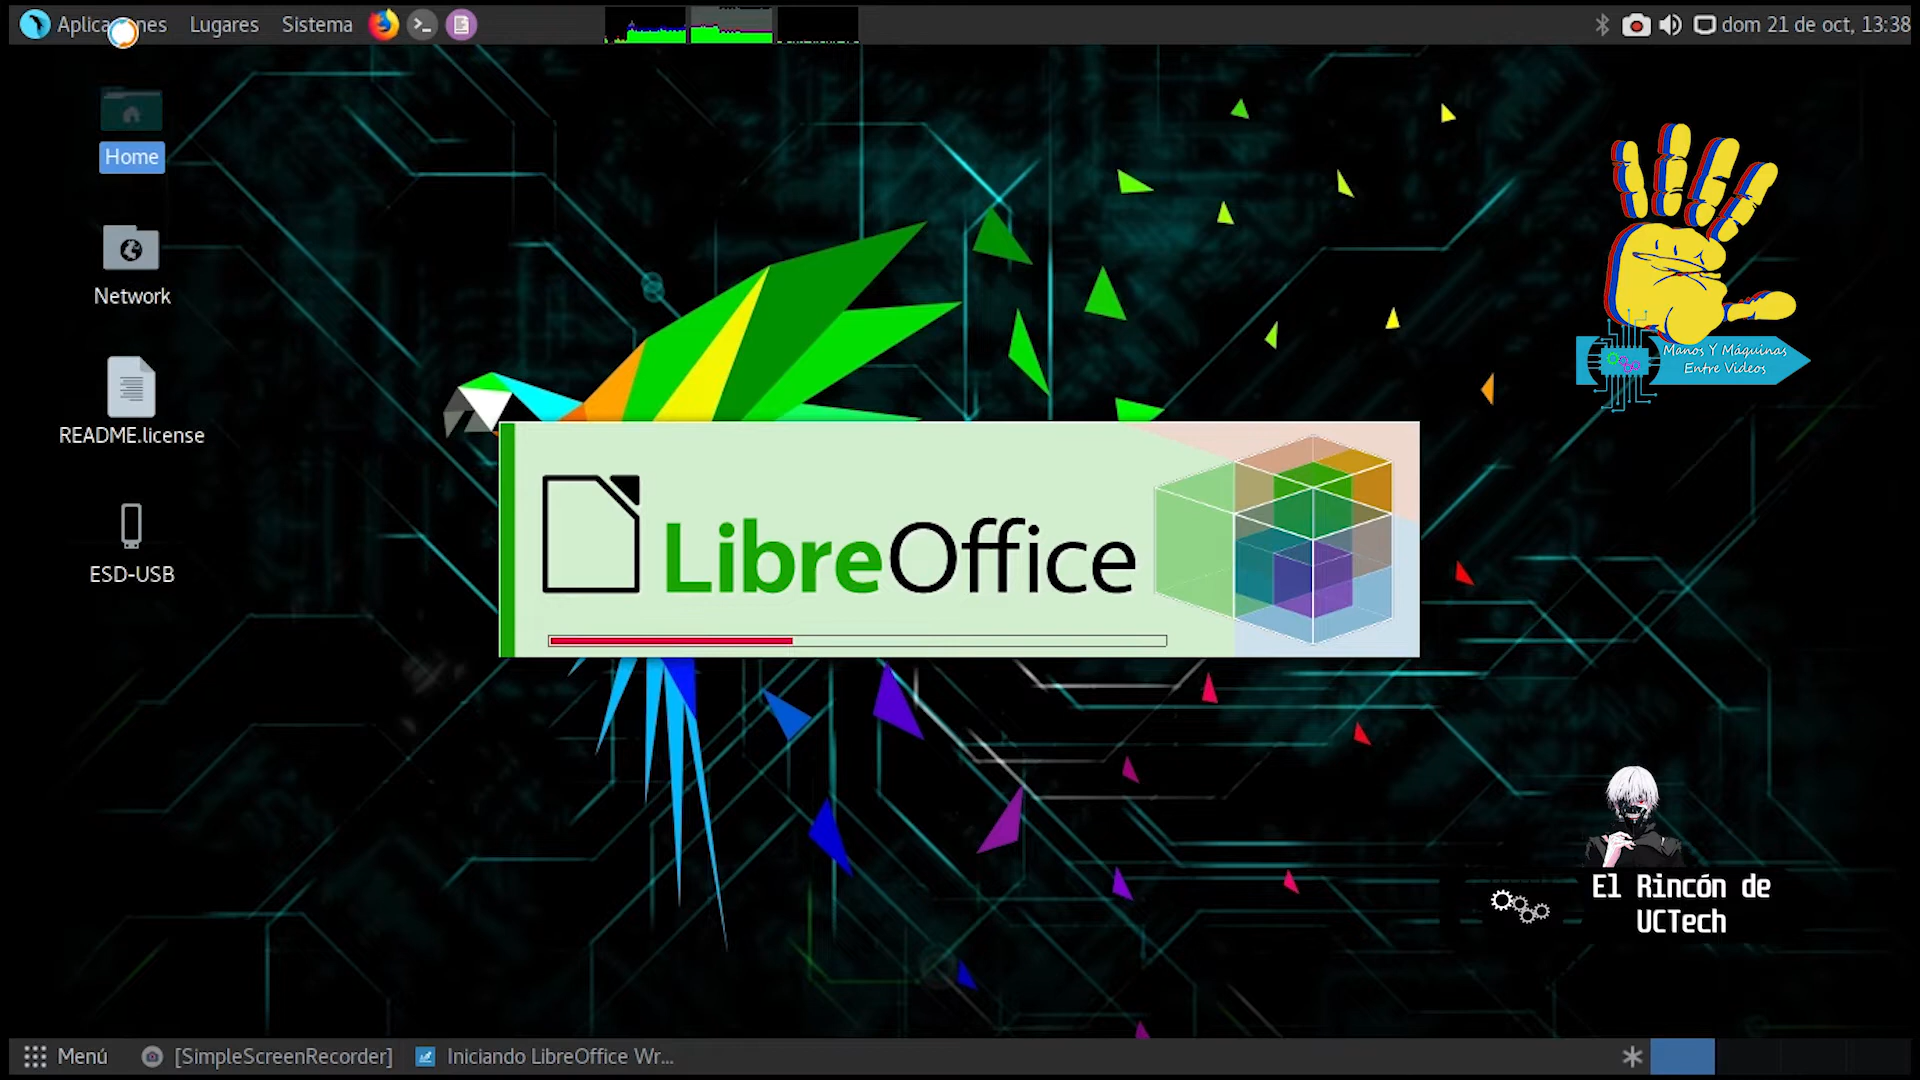 Lugares
Sistema
dom 21 de oct, 13:38
Home
Network
README.license
ESD-USB
Manos Y Máquinas
Entre Videos
LibreOffice
El Rincón de
UCTech
Menú
[SimpleScreenRecorder]
Iniciando LibreOffice Wr...